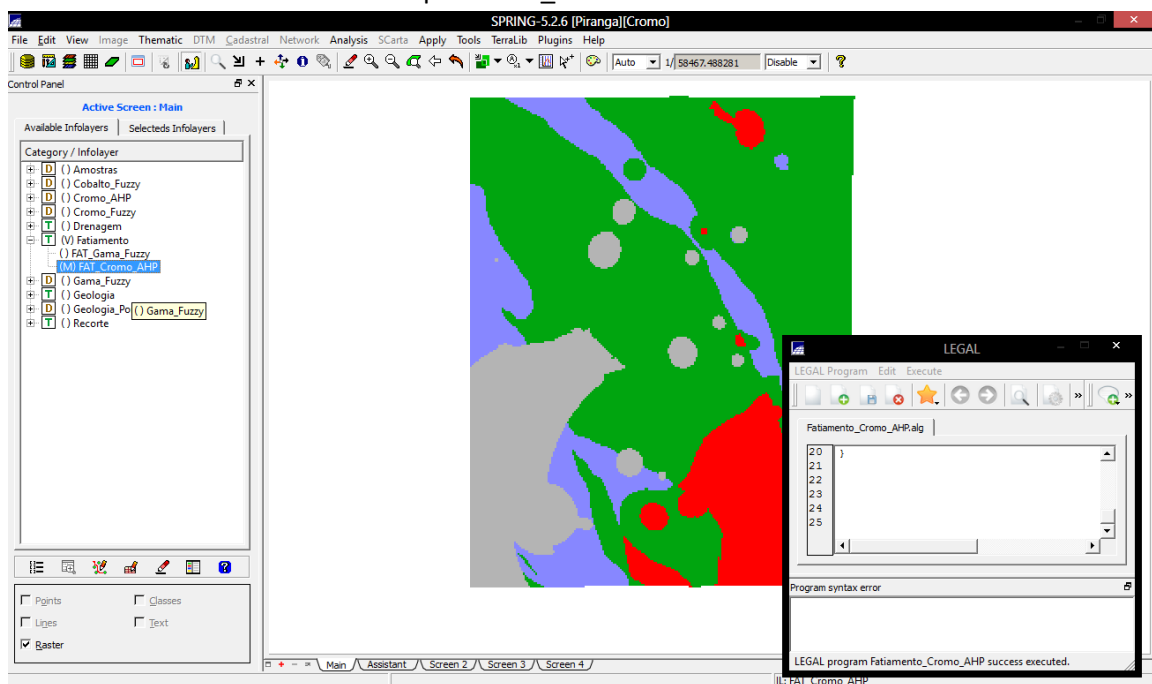 SPRING-5.2.6 [Piranga][Cromo]
File Edit View Image Thematic DTM Cadastral Network Analysis SCarta Apply Tools TerraLib Plugins Help
Auto 1/ 58467.488281 Disable
Control Panel
Active Screen : Main
Available Infolayers Selecteds Infolayers
Category / Infolayer
D () Amostras
D () Cobalto_Fuzzy
D () Cromo_AHP
D () Cromo_Fuzzy
T () Drenagem
T (V) Fatiamento
() FAT_Gama_Fuzzy
(M) FAT_Cromo_AHP
D () Gama_Fuzzy
T () Geologia
D () Geologia_Po
() Gama_Fuzzy
T () Recorte
Points Classes
Lines Text
Raster
Main Assistant Screen 2 Screen 3 Screen 4
LEGAL
LEGAL Program Edit Execute
Fatiamento_Cromo_AHP.alg
20 }
21
22
23
24
25
Program syntax error
LEGAL program Fatiamento_Cromo_AHP success executed.
IL: FAT_Cromo_AHP